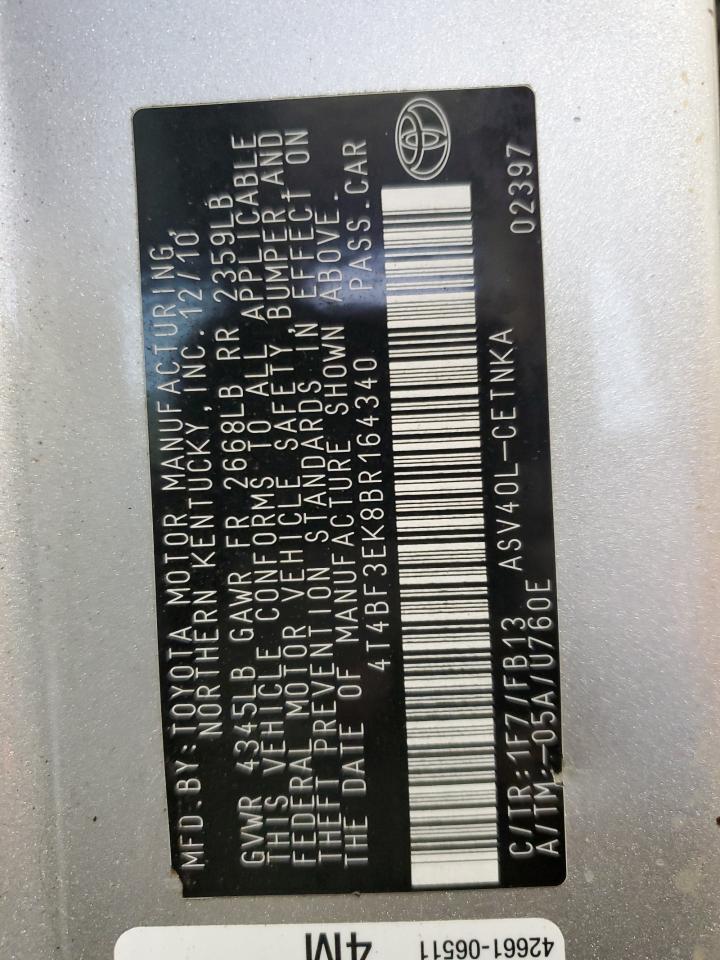 MFD.BY:TOYOTA MOTOR MANUFACTURING,
NORTHERN KENTUCKY,INC. 12/10
GVWR 4345LB GAWR FR 2668LB RR 2359LB
THIS VEHICLE CONFORMS TO ALL APPLICABLE
FEDERAL MOTOR VEHICLE SAFETY,BUMPER,AND
THEFT PREVENTION STANDARDS IN EFFECT ON
THE DATE OF MANUFACTURE SHOWN ABOVE.
4T4BF3EK8BR164340 PASS.CAR
C/TR:1F7/FB13 ASV40L-CETNKA 02397
A/TM:-05A/U760E
4M 42661-06511